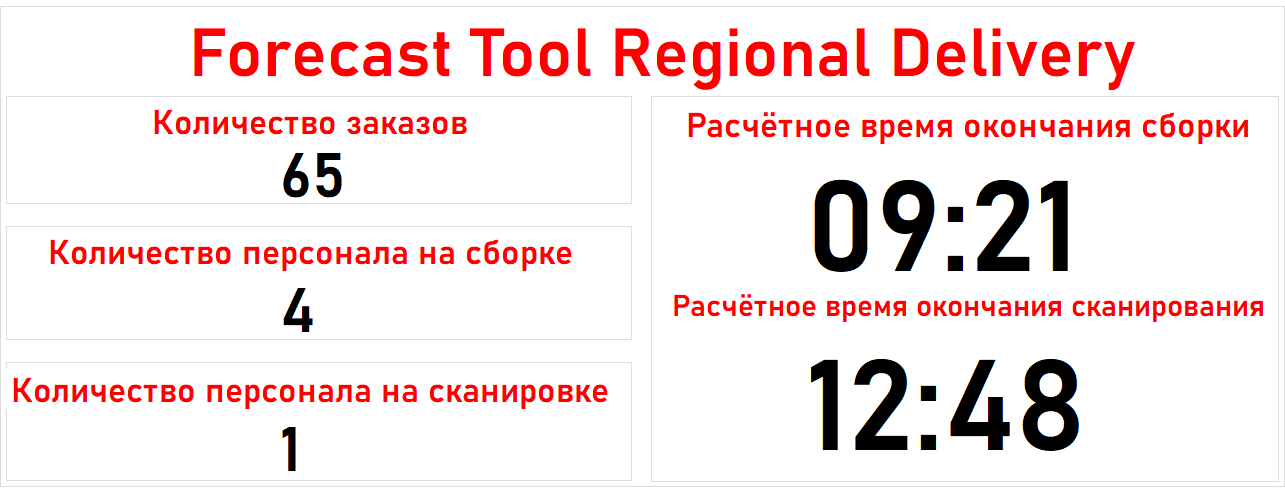 Forecast Tool Regional Delivery
Количество заказов
65
Количество персонала на сборке
4
Количество персонала на сканировке
1
Расчётное время окончания сборки
09:21
Расчётное время окончания сканирования
12:48